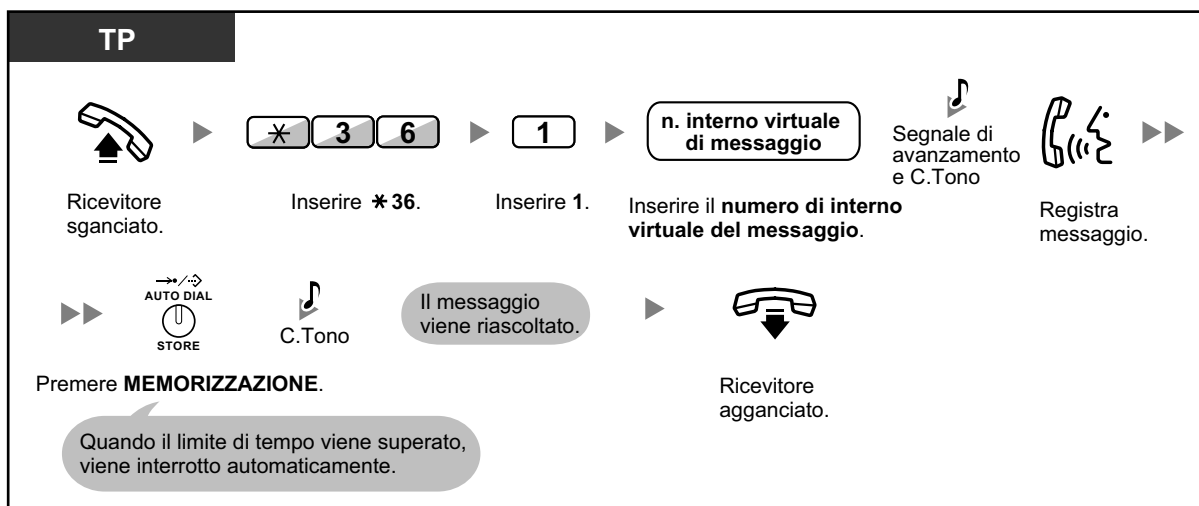 TP
✳ 3 6
1
n. interno virtuale
di messaggio
Segnale di
avanzamento
e C.Tono
Ricevitore
sganciato.
Inserire ✳ 36.
Inserire 1.
Inserire il numero di interno
virtuale del messaggio.
Registra
messaggio.
AUTO DIAL
STORE
C.Tono
Il messaggio
viene riascoltato.
Premere MEMORIZZAZIONE.
Ricevitore
agganciato.
Quando il limite di tempo viene superato,
viene interrotto automaticamente.